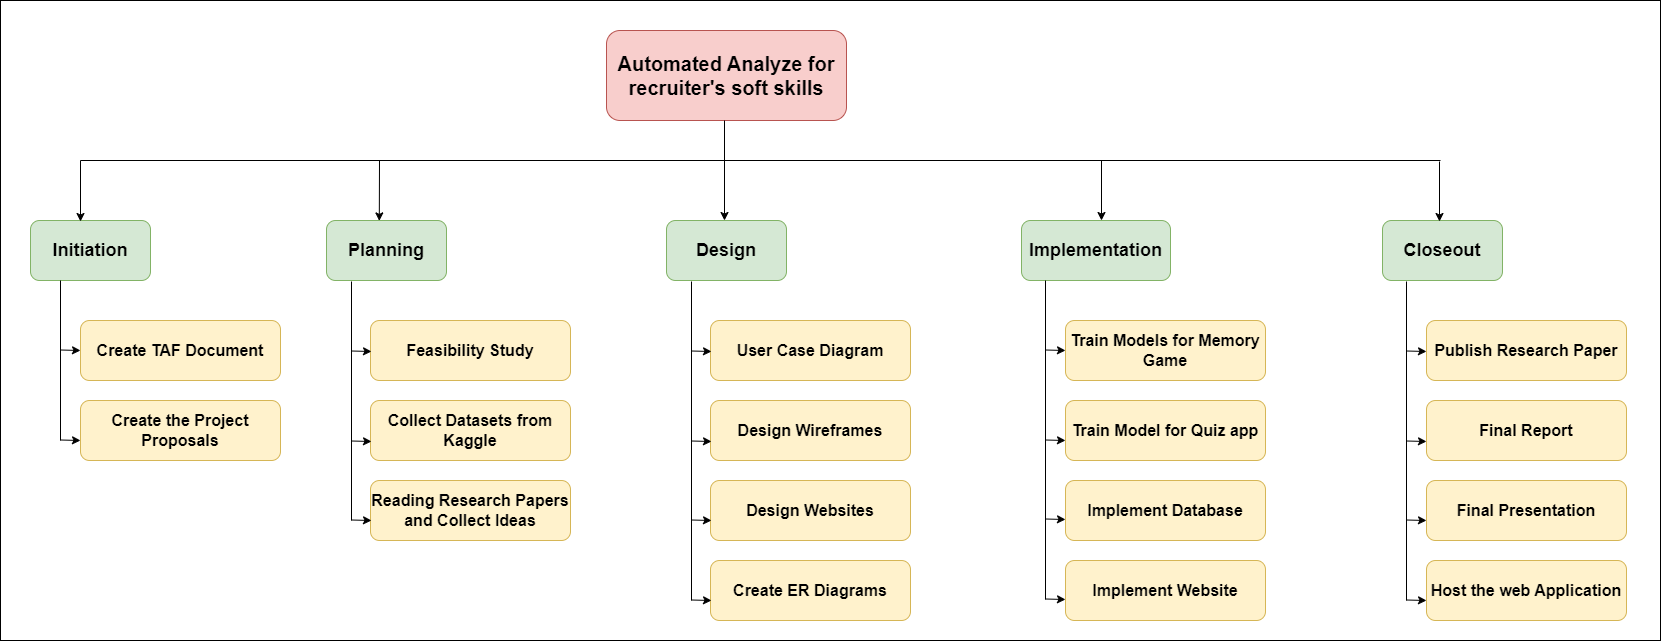 Automated Analyze for
recruiter's soft skills
Initiation
Planning
Design
Implementation
Closeout
Create TAF Document
Create the Project
Proposals
Feasibility Study
Collect Datasets from
Kaggle
Reading Research Papers
and Collect Ideas
User Case Diagram
Design Wireframes
Design Websites
Create ER Diagrams
Train Models for Memory
Game
Train Model for Quiz app
Implement Database
Implement Website
Publish Research Paper
Final Report
Final Presentation
Host the web Application